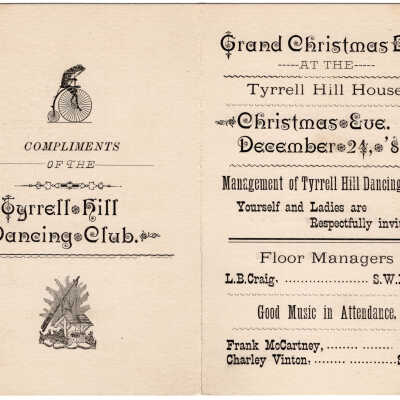 COMPLIMENTS
OF THE
Tyrrell Hill
Dancing Club.
Grand Christmas
AT THE
Tyrrell Hill House
Christmas Eve.
December 24, '8
Management of Tyrrell Hill Dancing
Yourself and Ladies are
Respectfully
Floor Managers
L.B.Craig. .................... S.W.
Good Music in Attendance.
Frank McCartney, ........ ........
Charley Vinton, ........ ............ S